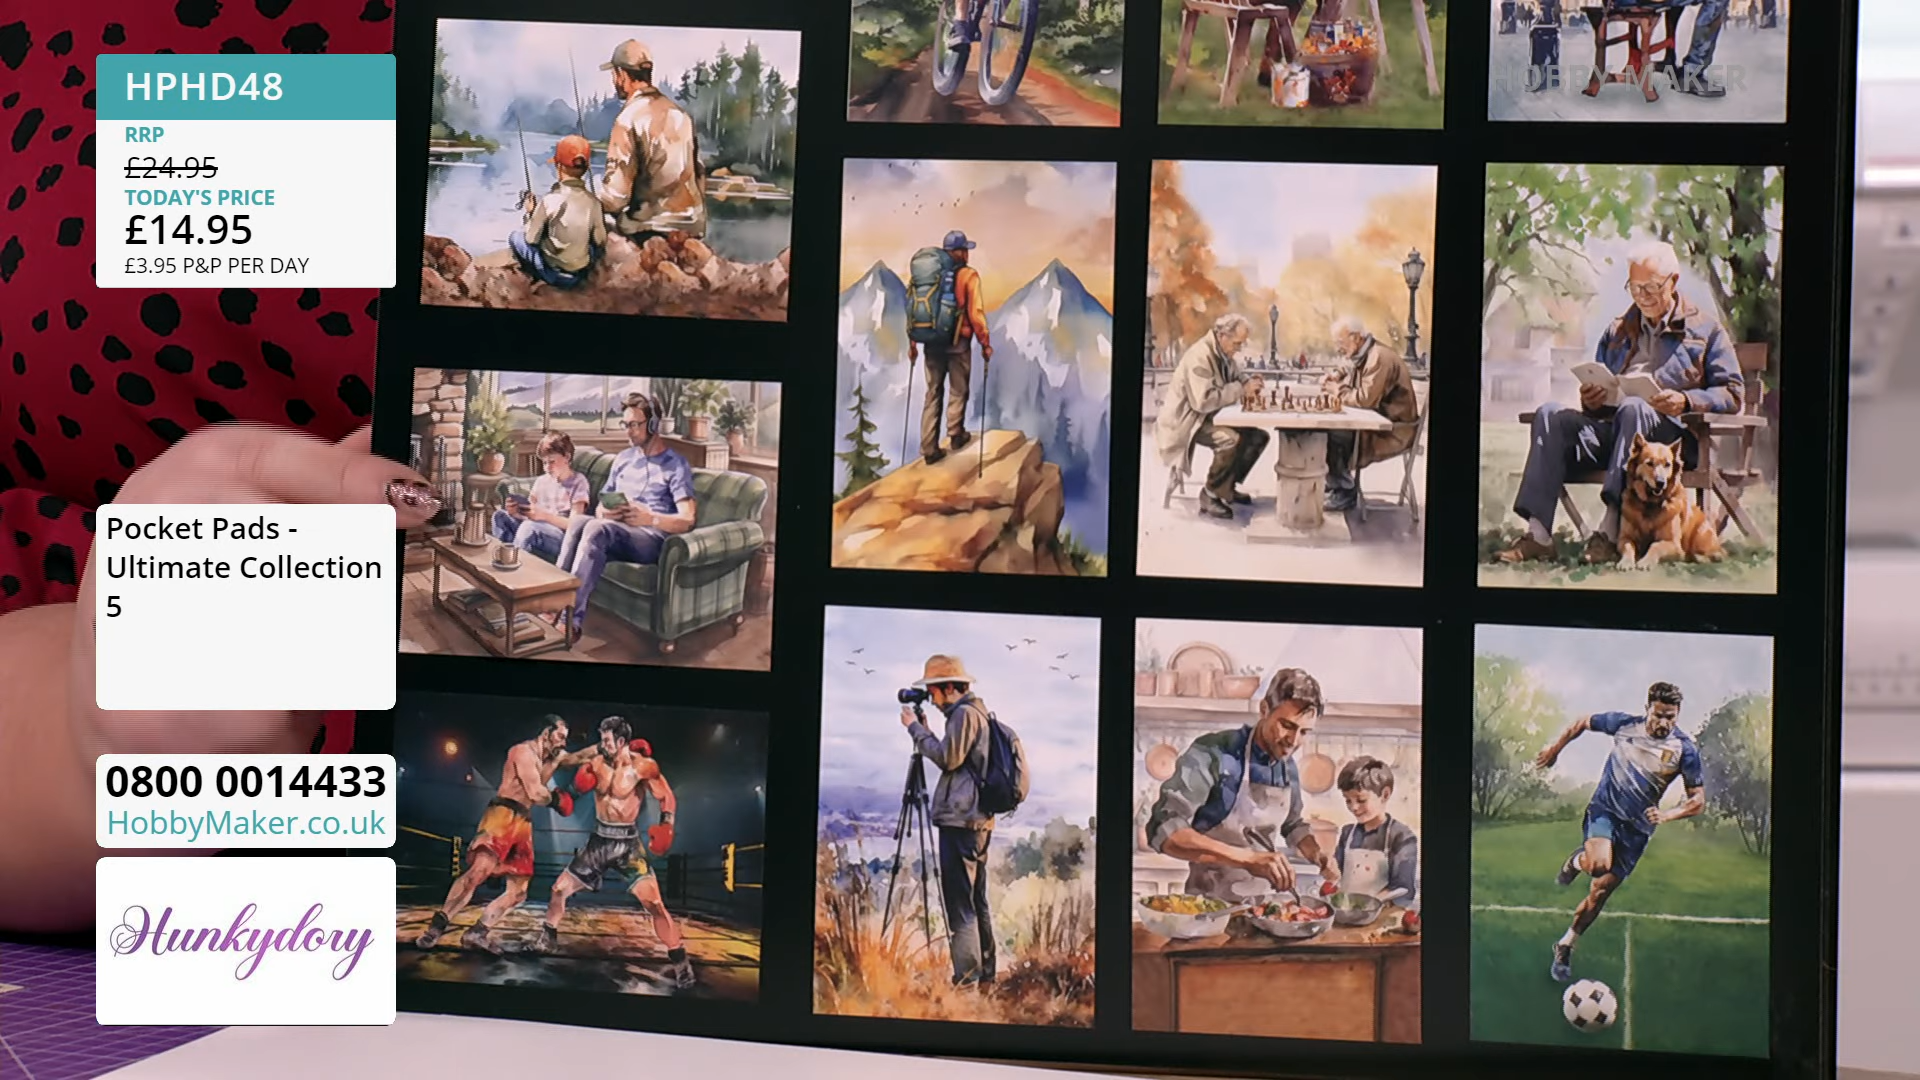 HPHD48
RRP
£24.95
TODAY'S PRICE
£14.95
£3.95 P&P PER DAY
HOBBY MAKER
Pocket Pads -
Ultimate Collection
5
0800 0014433
HobbyMaker.co.uk
Hunkydory